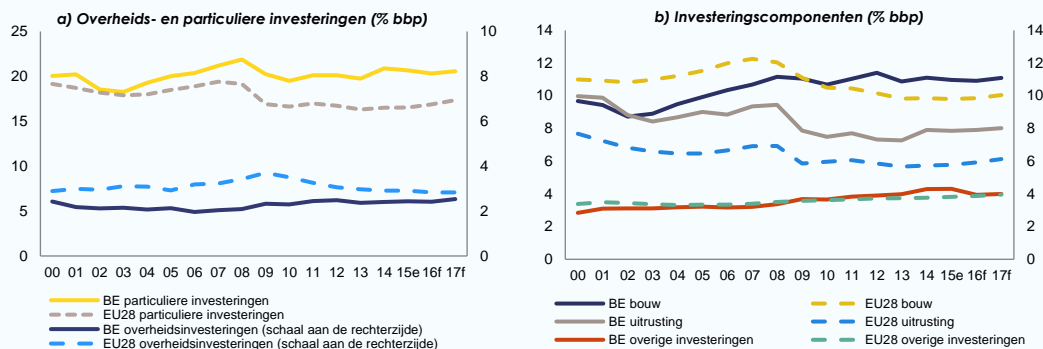 a) Overheids- en particuliere investeringen (% bbp)
25
20
15
10
5
0
10
8
6
4
2
0
00 01 02 03 04 05 06 07 08 09 10 11 12 13 14 15e 16f 17f
BE particuliere investeringen
EU28 particuliere investeringen
BE overheidsinvesteringen (schaal aan de rechterzijde)
EU28 overheidsinvesteringen (schaal aan de rechterzijde)
b) Investeringscomponenten (% bbp)
14
12
10
8
6
4
2
0
14
12
10
8
6
4
2
0
00 01 02 03 04 05 06 07 08 09 10 11 12 13 14 15e 16f 17f
BE bouw
EU28 bouw
BE uitrusting
EU28 uitrusting
BE overige investeringen
EU28 overige investeringen